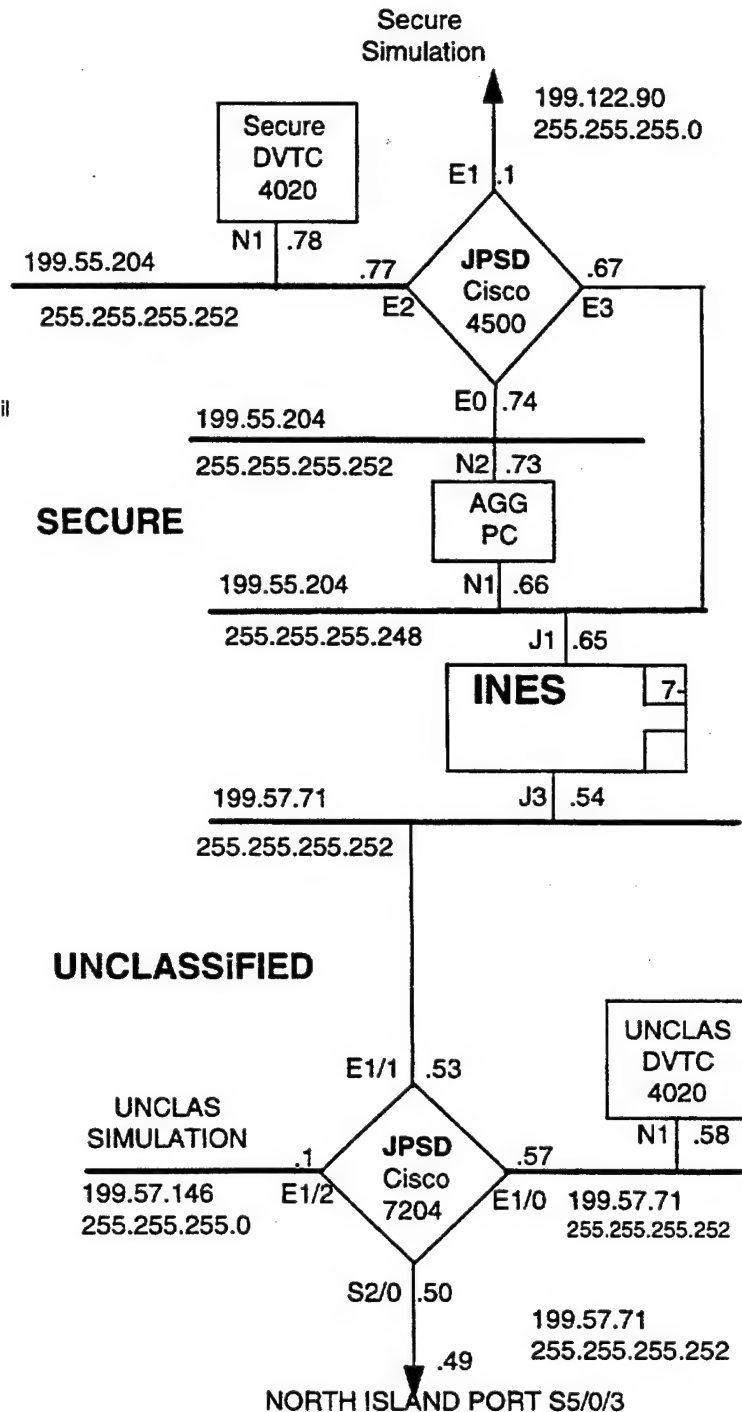 Secure
Simulation
199.122.90
255.255.255.0
Secure
DVTC
4020
E1 .1
N1 .78
199.55.204
.77
JPSD
Cisco
4500
.67
E2
E3
255.255.255.252
il
E0 .74
199.55.204
255.255.255.252
N2 .73
AGG
PC
SECURE
199.55.204
N1 .66
255.255.255.248
J1 .65
INES
7-
199.57.71
J3 .54
255.255.255.252
UNCLASSiFIED
UNCLAS
DVTC
4020
E1/1 .53
UNCLAS
SIMULATION
N1 .58
.1
JPSD
Cisco
7204
.57
199.57.146
E1/2
E1/0
199.57.71
255.255.255.0
255.255.255.252
S2/0 .50
199.57.71
255.255.255.252
.49
NORTH ISLAND PORT S5/0/3